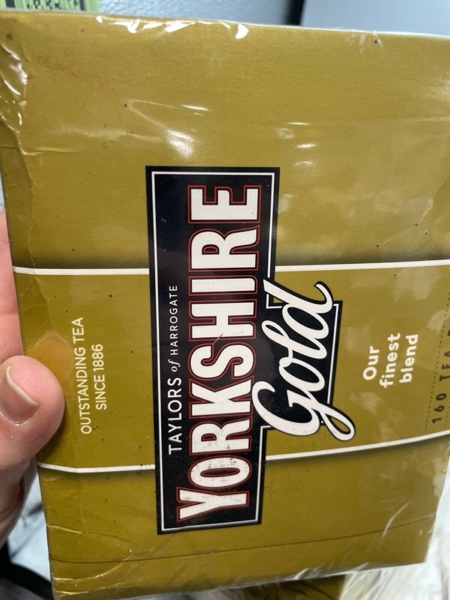 OUTSTANDING TEA
SINCE 1886
TAYLORS of HARROGATE
YORKSHIRE
Gold
Our
finest
blend
160 TEA